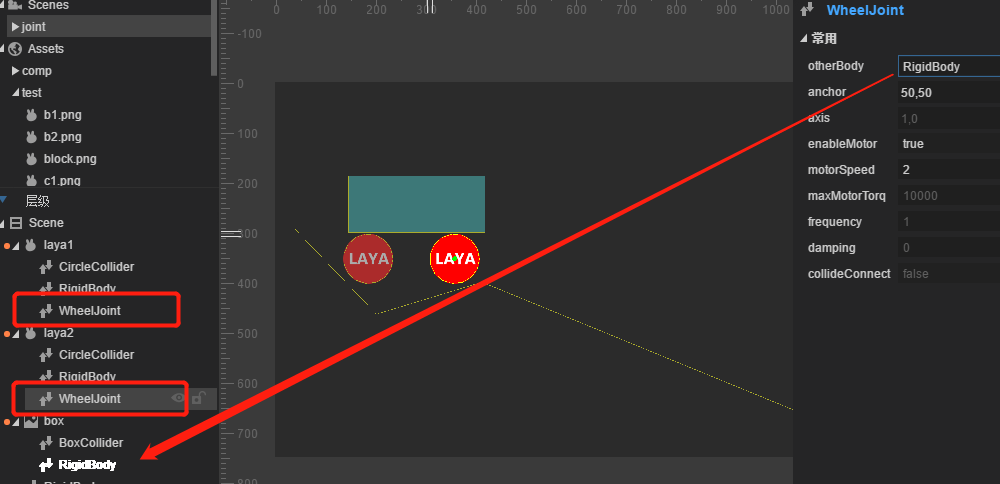 Scenes
joint
Assets
comp
test
b1.png
b2.png
block.png
c1.png
层级
Scene
laya1
CircleCollider
RigidBody
WheelJoint
laya2
CircleCollider
RigidBody
WheelJoint
box
BoxCollider
RigidBody
RigidBody
0 100 200 300 400 500 600 700 800 900 1000
-100
0
100
200
300
400
500
600
700
800
LAYA LAYA
WheelJoint
常用
otherBody RigidBody
anchor 50,50
axis 1,0
enableMotor true
motorSpeed 2
maxMotorTorq 10000
frequency 1
damping 0
collideConnect false